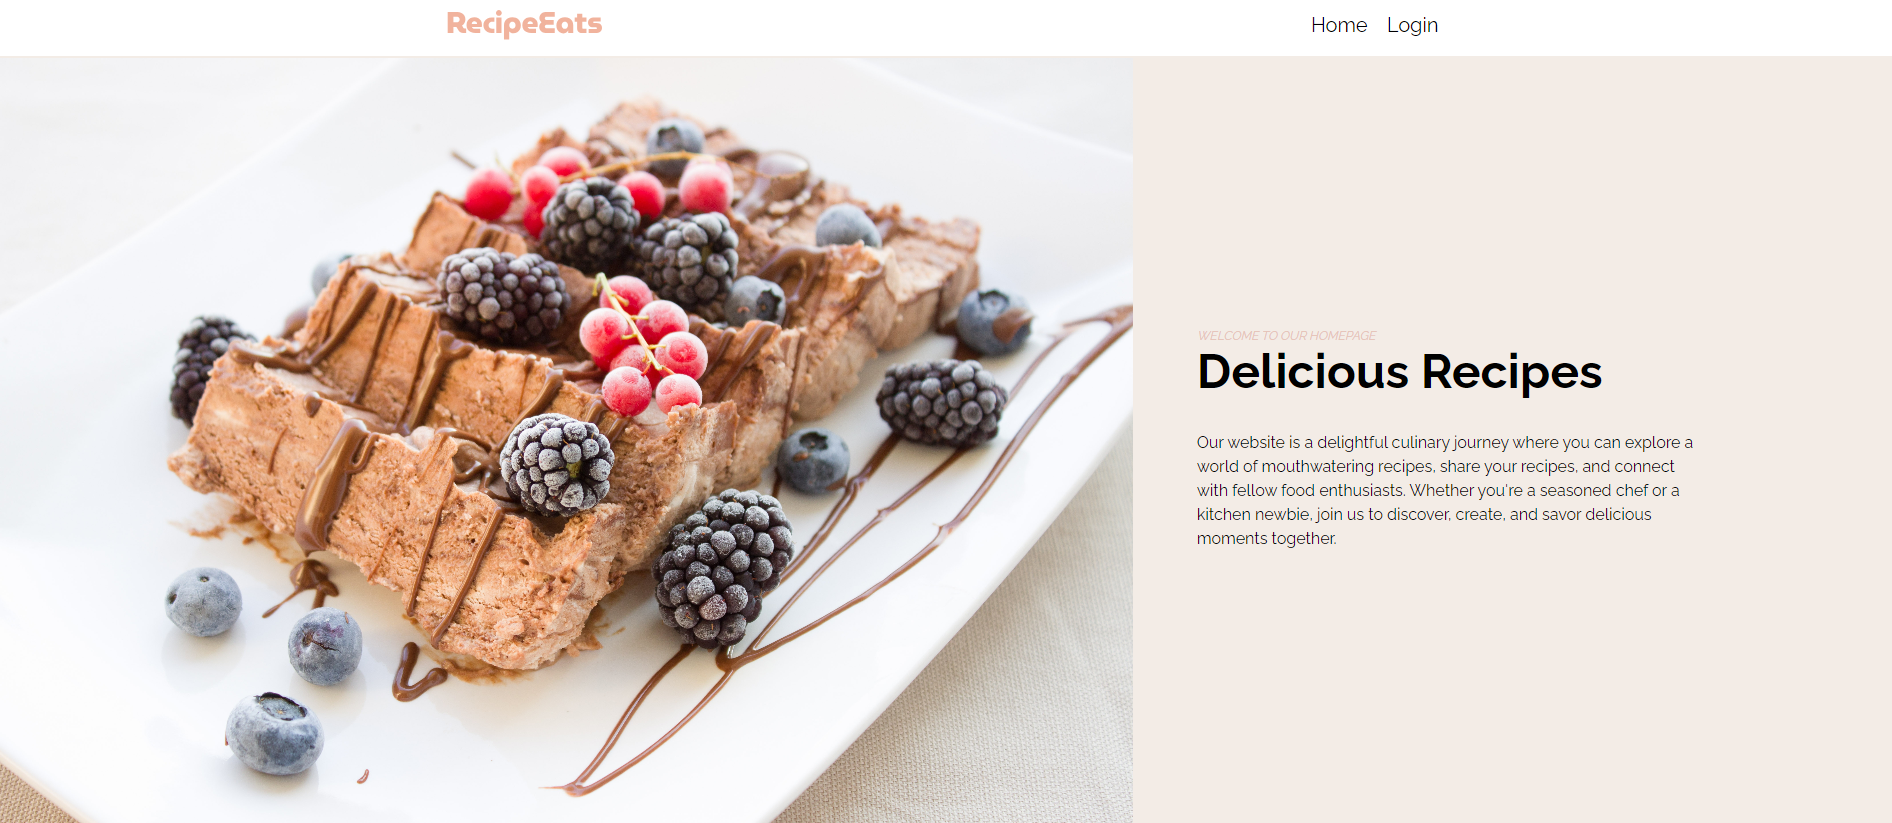 RecipeEats
Home Login
WELCOME TO OUR HOMEPAGE
Delicious Recipes
Our website is a delightful culinary journey where you can explore a
world of mouthwatering recipes, share your recipes, and connect
with fellow food enthusiasts. Whether you're a seasoned chef or a
kitchen newbie, join us to discover, create, and savor delicious
moments together.